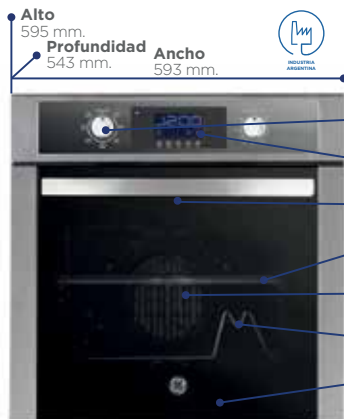 Alto
595 mm.
Profundidad
543 mm.
Ancho
593 mm.
INDUSTRIA
ARGENTINA
12:00